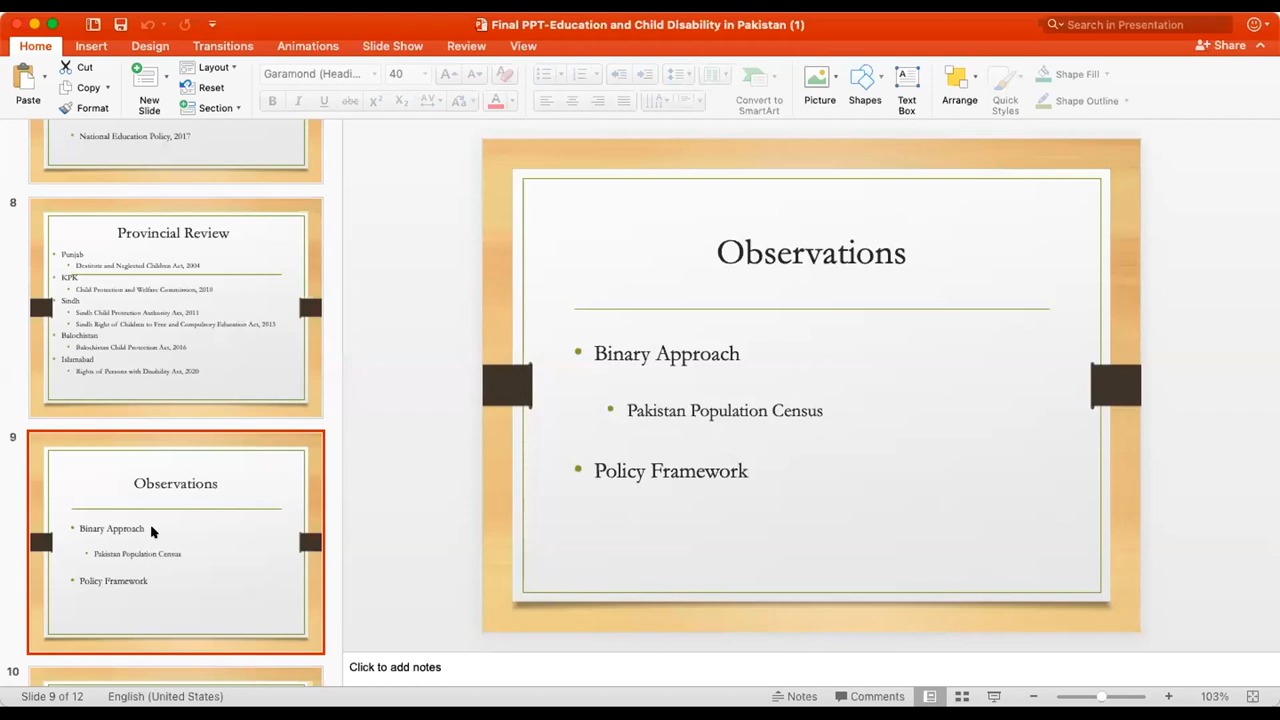 Final PPT-Education and Child Disability in Pakistan (1)
Search in Presentation
Home Insert Design Transitions Animations Slide Show Review View
Share
Paste
Cut
Copy
Format
New Slide
Layout
Reset
Section
Garamond (Headi... 40
B I U abc X² X₂ AV Aa A
Convert to SmartArt
Picture
Shapes
Text Box
Arrange
Quick Styles
Shape Fill
Shape Outline
National Education Policy, 2017
8
Provincial Review
Punjab
Destitute and Neglected Children Act, 2004
KPK
Child Protection and Welfare Commission, 2010
Sindh
Sindh Child Protection Authority Act, 2011
Sindh Right of Children to Free and Compulsory Education Act, 2013
Balochistan
Balochistan Child Protection Act, 2016
Islamabad
Rights of Persons with Disability Act, 2020
9
Observations
Binary Approach
Pakistan Population Census
Policy Framework
10
Observations
Binary Approach
Pakistan Population Census
Policy Framework
Click to add notes
Slide 9 of 12 English (United States)
Notes Comments 103%